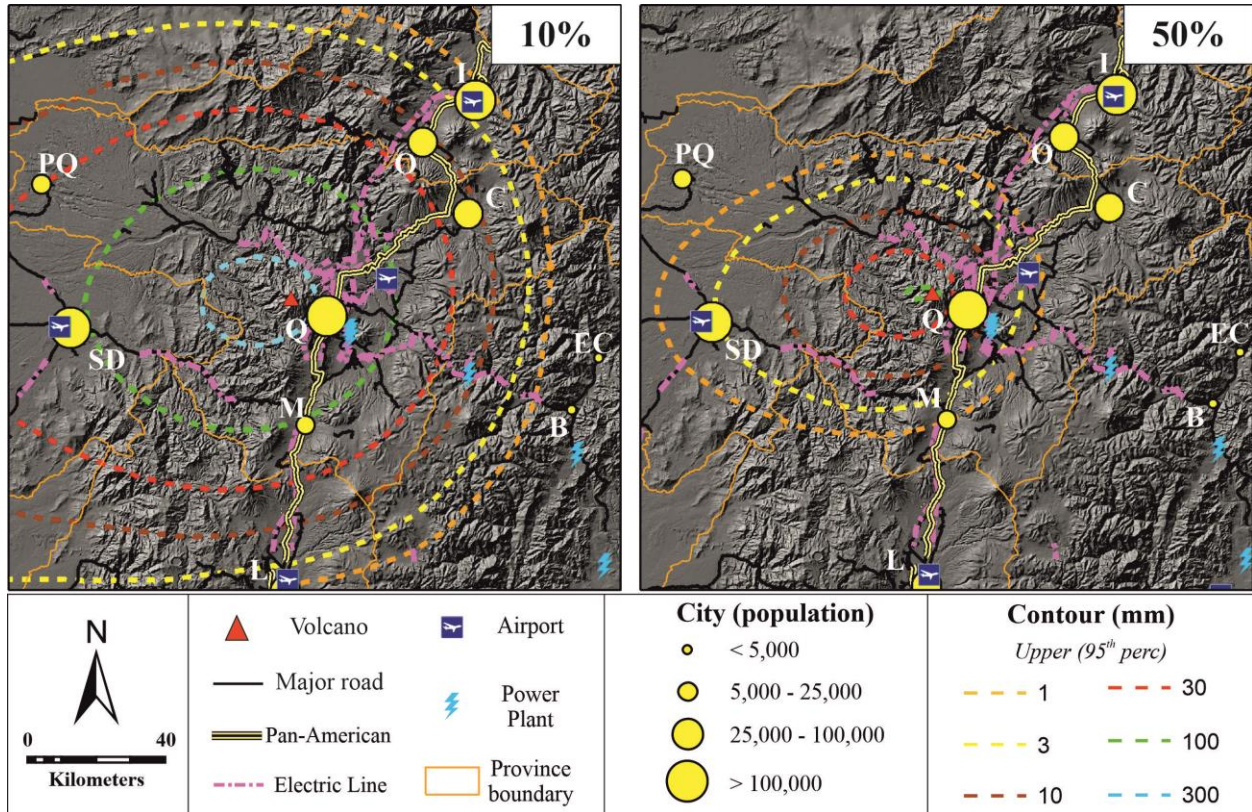 10%
I
O
PQ
C
Q
SD
EC
M
B
L
50%
I
O
PQ
C
Q
SD
EC
M
B
L
N
0 40
Kilometers
Volcano
Major road
Pan-American
Electric Line
Airport
Power
Plant
Province
boundary
City (population)
< 5,000
5,000 - 25,000
25,000 - 100,000
> 100,000
Contour (mm)
Upper (95th perc)
1
3
10
30
100
300